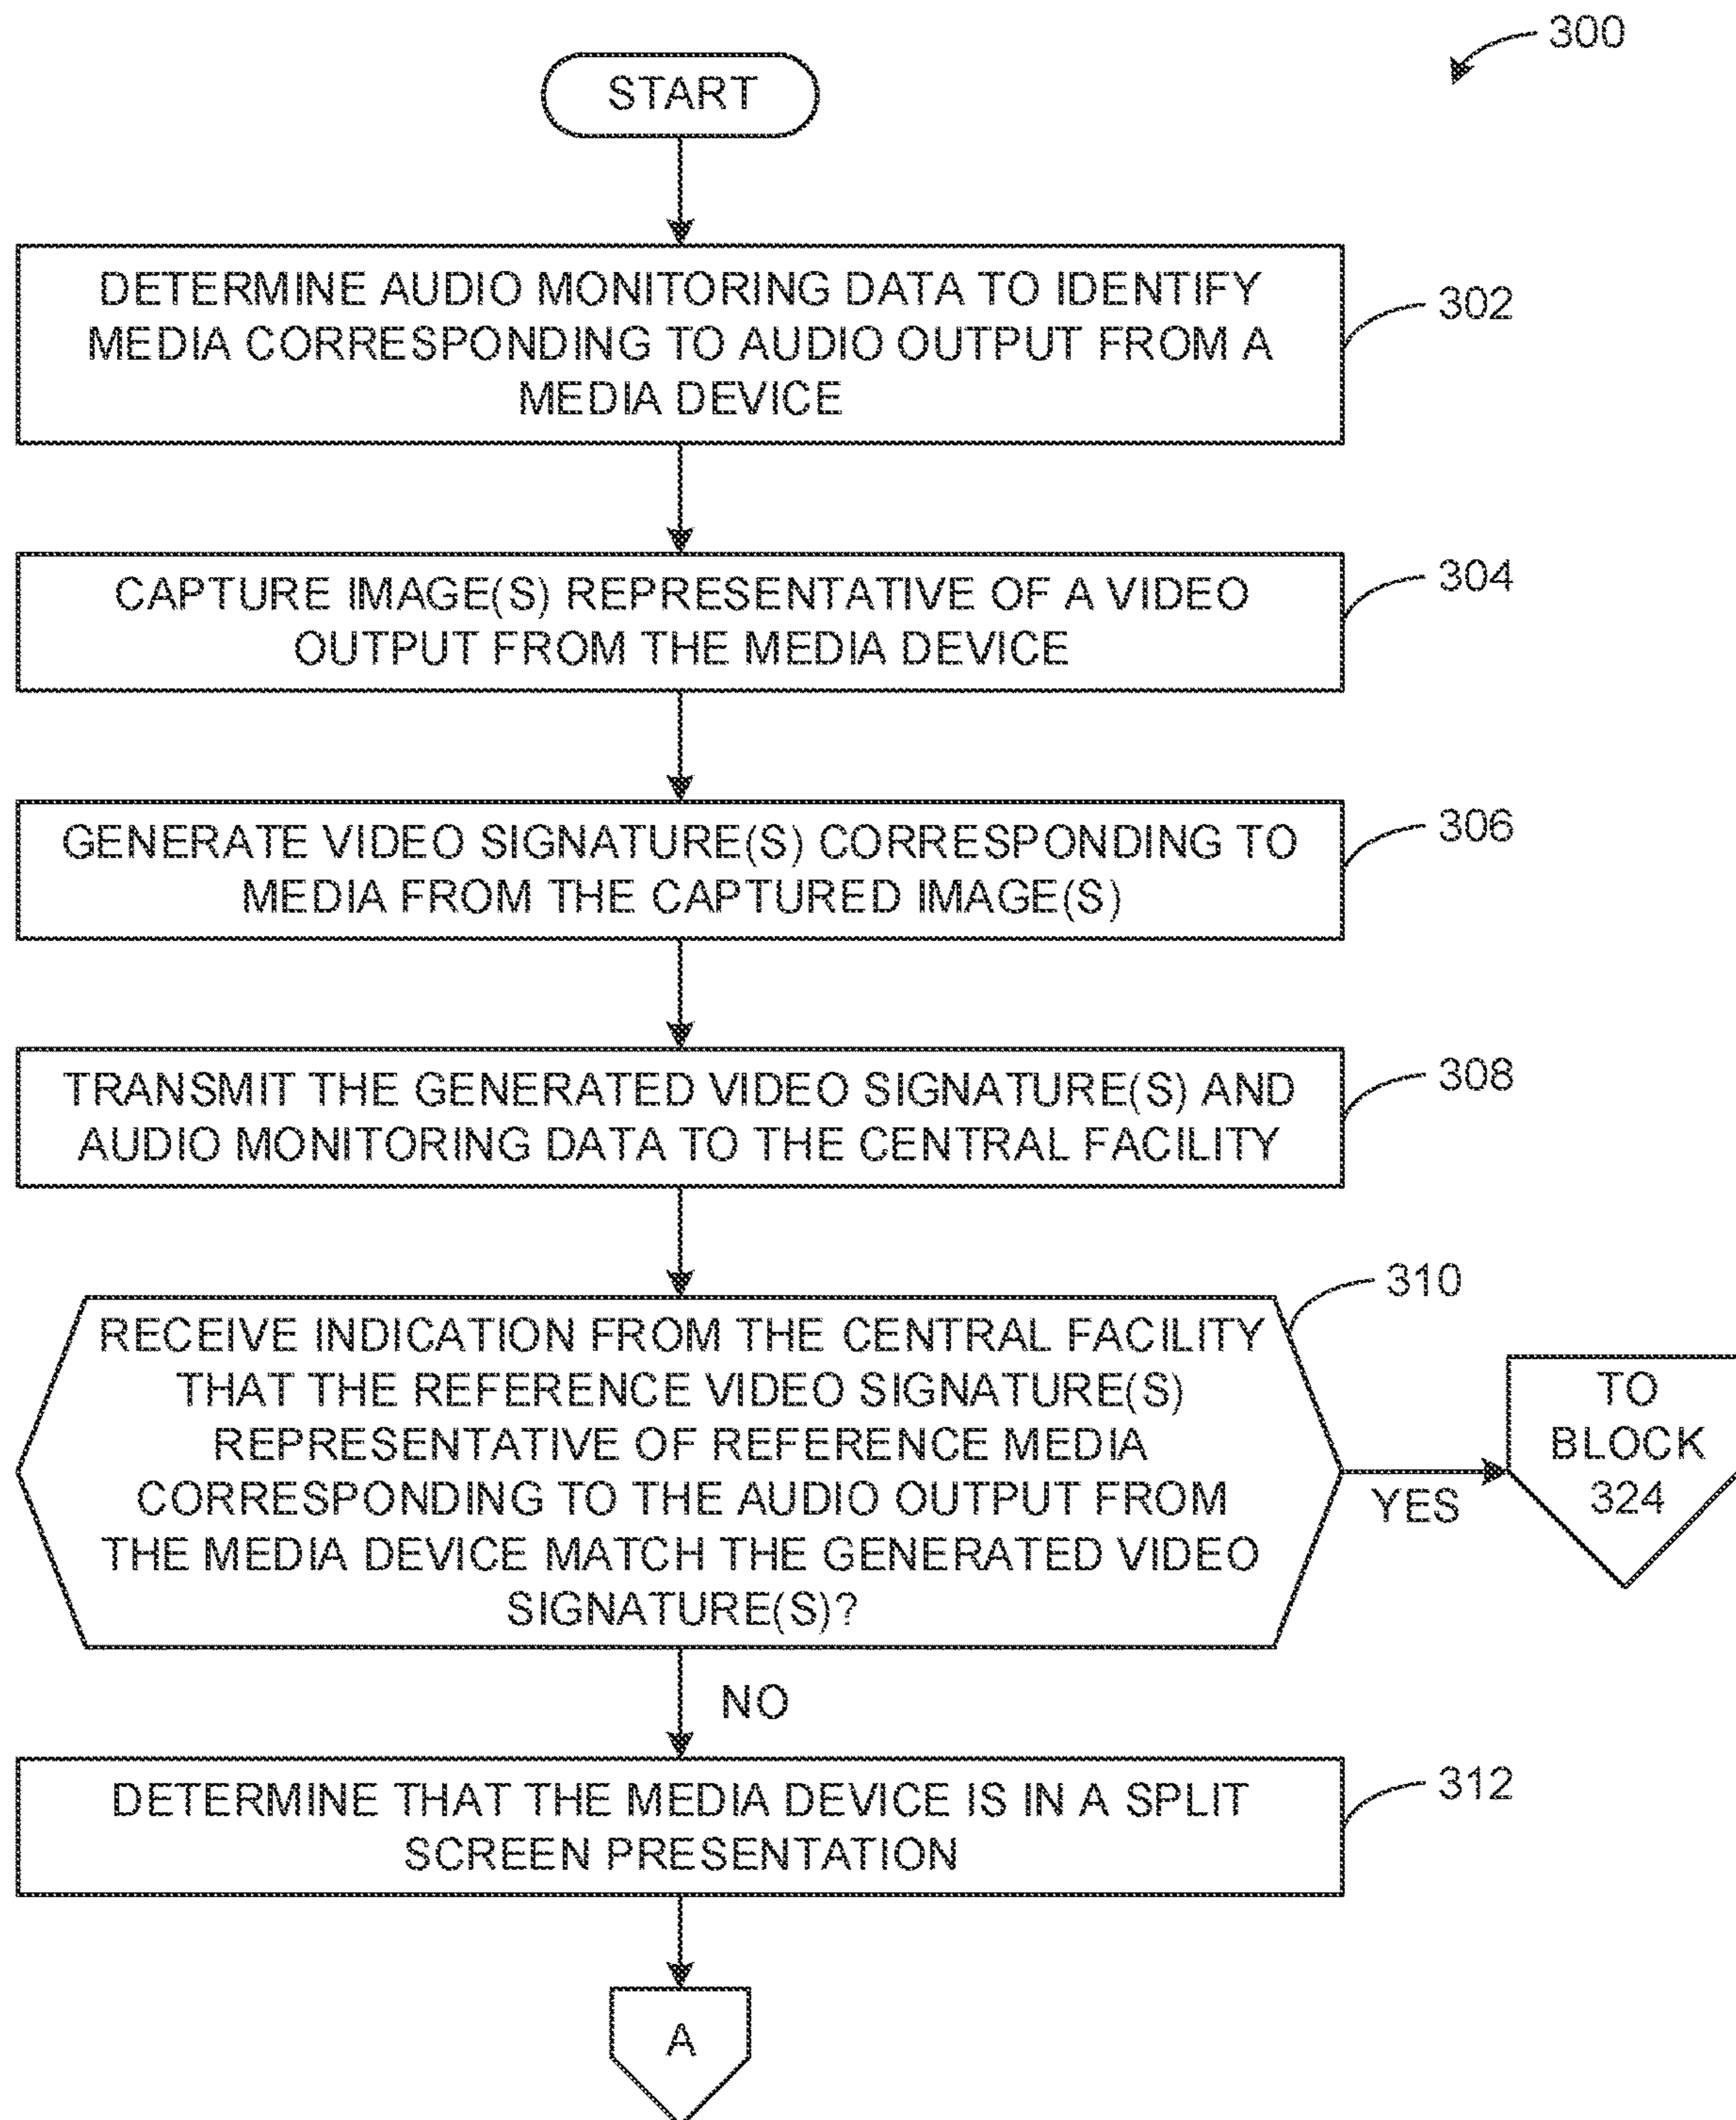 300
START
DETERMINE AUDIO MONITORING DATA TO IDENTIFY
MEDIA CORRESPONDING TO AUDIO OUTPUT FROM A
MEDIA DEVICE
302
CAPTURE IMAGE(S) REPRESENTATIVE OF A VIDEO
OUTPUT FROM THE MEDIA DEVICE
304
GENERATE VIDEO SIGNATURE(S) CORRESPONDING TO
MEDIA FROM THE CAPTURED IMAGE(S)
306
TRANSMIT THE GENERATED VIDEO SIGNATURE(S) AND
AUDIO MONITORING DATA TO THE CENTRAL FACILITY
308
RECEIVE INDICATION FROM THE CENTRAL FACILITY
THAT THE REFERENCE VIDEO SIGNATURE(S)
REPRESENTATIVE OF REFERENCE MEDIA
CORRESPONDING TO THE AUDIO OUTPUT FROM
THE MEDIA DEVICE MATCH THE GENERATED VIDEO
SIGNATURE(S)?
310
YES
TO
BLOCK
324
NO
DETERMINE THAT THE MEDIA DEVICE IS IN A SPLIT
SCREEN PRESENTATION
312
A